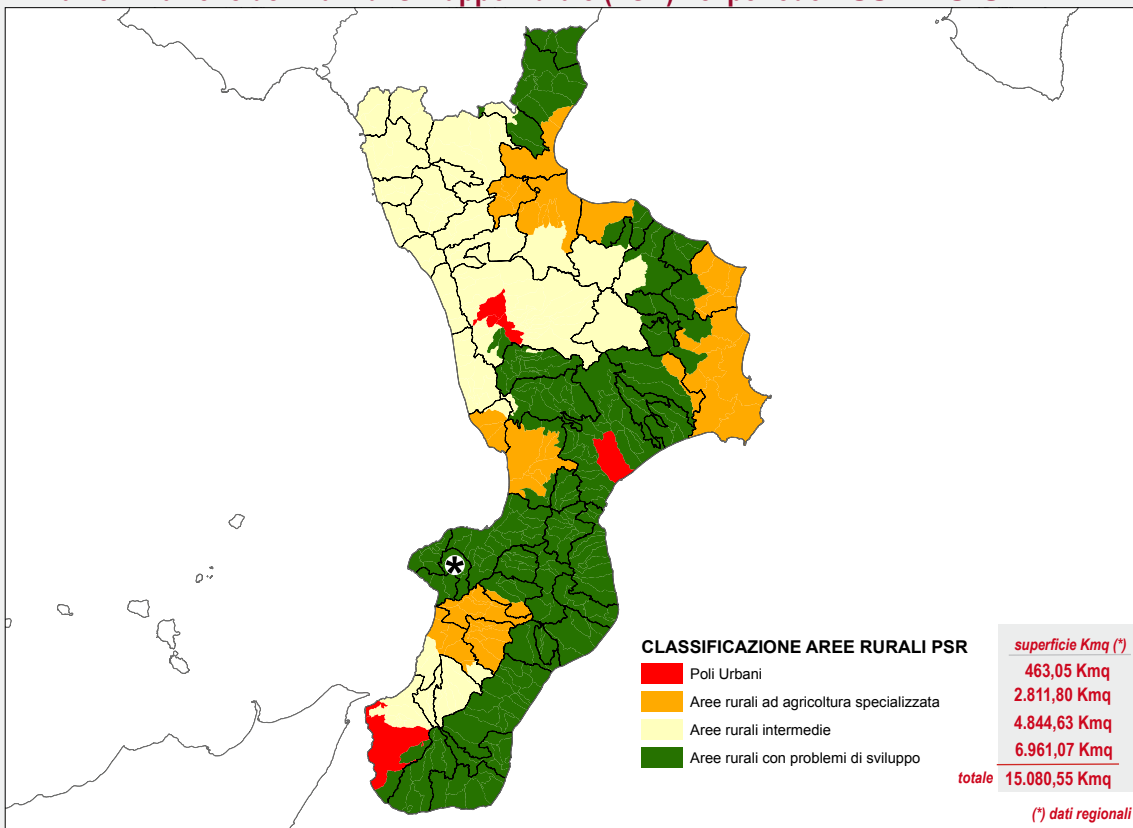 CLASSIFICAZIONE AREE RURALI PSR
superficie Kmq (*)
Poli Urbani
463,05 Kmq
Aree rurali ad agricoltura specializzata
2.811,80 Kmq
Aree rurali intermedie
4.844,63 Kmq
Aree rurali con problemi di sviluppo
6.961,07 Kmq
totale 15.080,55 Kmq
(*) dati regionali
*